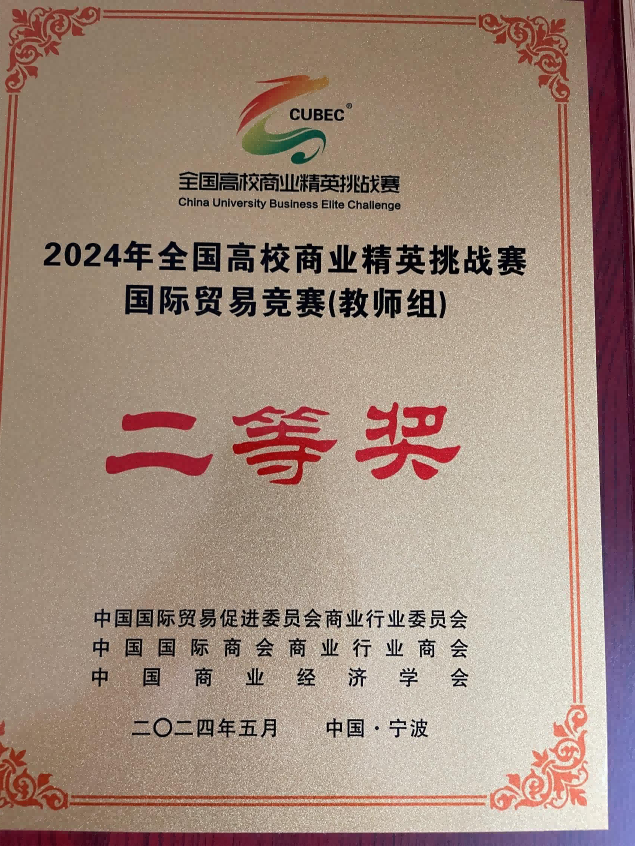 CUBEC®
全国高校商业精英挑战赛
China University Business Elite Challenge
2024年全国高校商业精英挑战赛
国际贸易竞赛(教师组)
二等奖
中国国际贸易促进委员会商业行业委员会
中国国际商会商业行业商会
中国商业经济学会
二〇二四年五月 中国·宁波